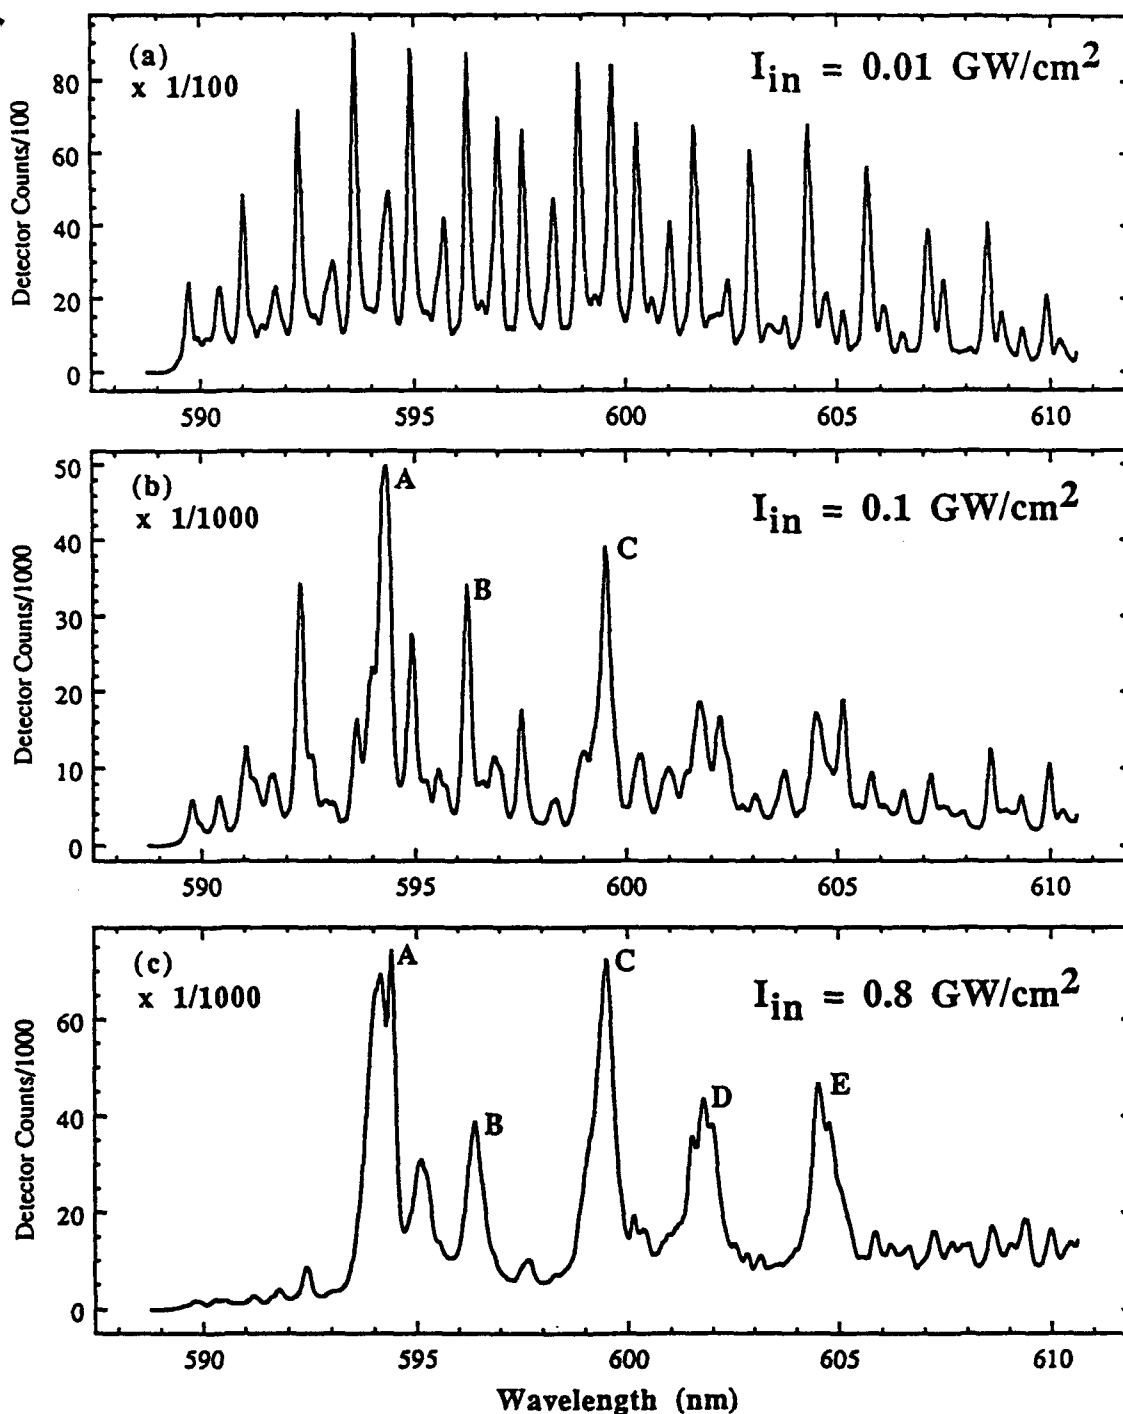 (a)
x 1/100
I_in = 0.01 GW/cm²
Detector Counts/100
80
60
40
20
0
590 595 600 605 610
(b)
x 1/1000
I_in = 0.1 GW/cm²
Detector Counts/1000
50
40
30
20
10
0
A
B
C
590 595 600 605 610
(c)
x 1/1000
I_in = 0.8 GW/cm²
Detector Counts/1000
60
40
20
0
A
B
C
D
E
590 595 600 605 610
Wavelength (nm)